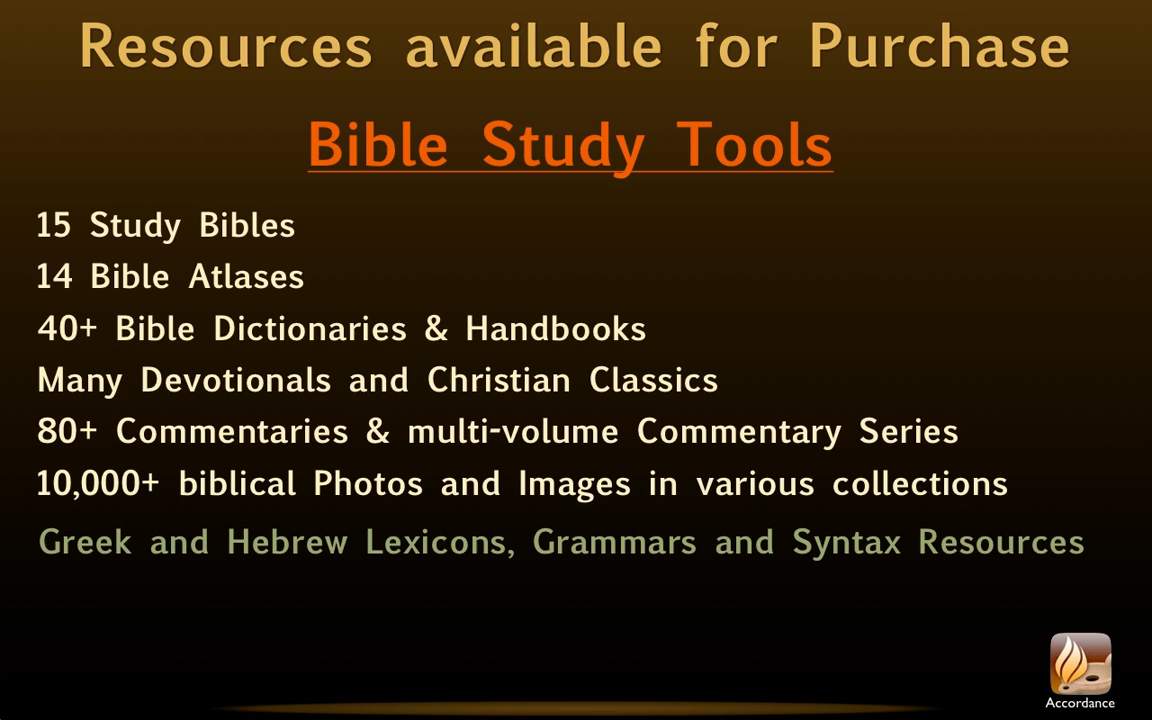 Resources available for Purchase
Bible Study Tools
15 Study Bibles
14 Bible Atlases
40+ Bible Dictionaries & Handbooks
Many Devotionals and Christian Classics
80+ Commentaries & multi-volume Commentary Series
10,000+ biblical Photos and Images in various collections
Greek and Hebrew Lexicons, Grammars and Syntax Resources
Accordance